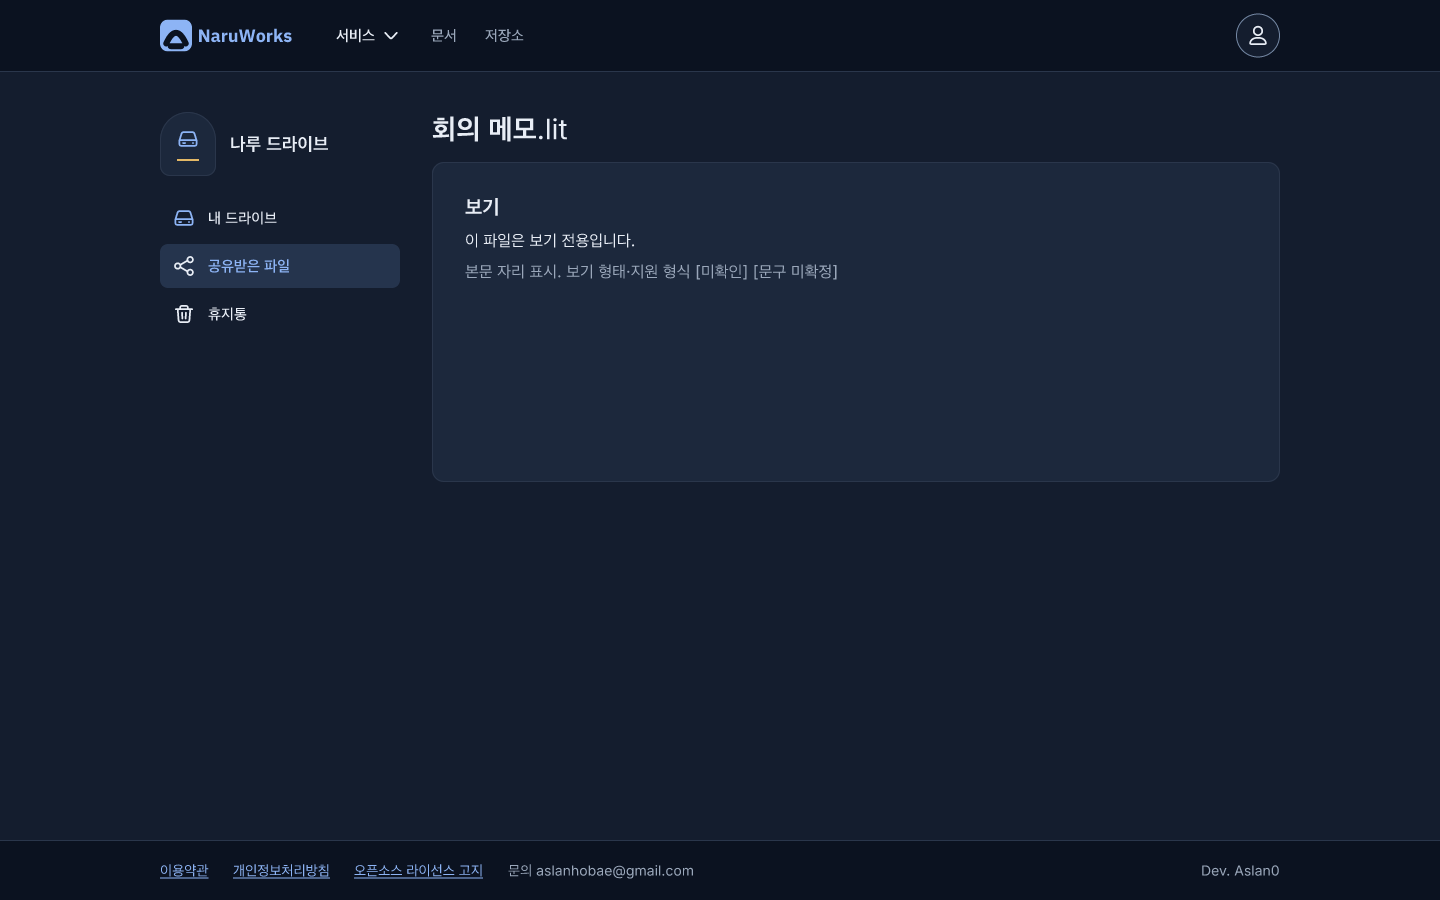 NaruWorks
서비스
문서
저장소
나루 드라이브
내 드라이브
공유받은 파일
휴지통
회의 메모.lit
보기
이 파일은 보기 전용입니다.
본문 자리 표시. 보기 형태·지원 형식 [미확인] [문구 미확정]
이용약관
개인정보처리방침
오픈소스 라이선스 고지
문의 aslanhobae@gmail.com
Dev. Aslan0